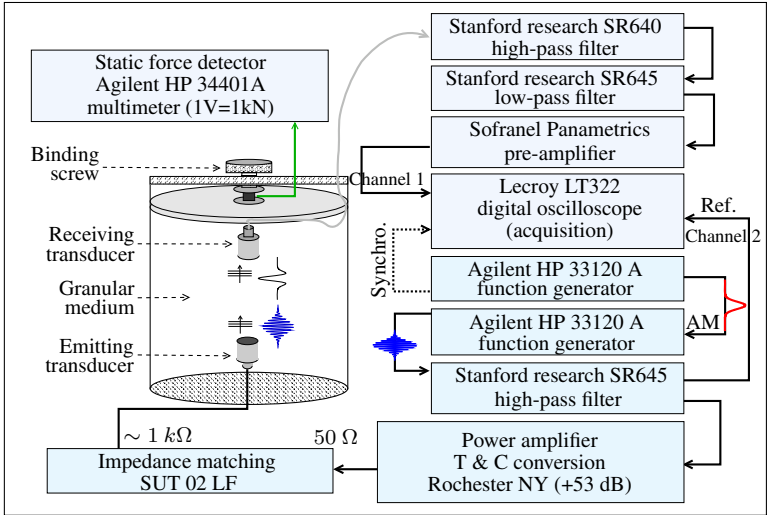 Static force detector
Agilent HP 34401A
multimeter (1V=1kN)
Stanford research SR640
high-pass filter
Stanford research SR645
low-pass filter
Sofranel Panametrics
pre-amplifier
Binding
screw
Channel 1
Lecroy LT322
digital oscilloscope
(acquisition)
Ref.
Channel 2
Receiving
transducer
Synchro.
Agilent HP 33120 A
function generator
Granular
medium
AM
Agilent HP 33120 A
function generator
Emitting
transducer
Stanford research SR645
high-pass filter
∼ 1 kΩ
50 Ω
Impedance matching
SUT 02 LF
Power amplifier
T & C conversion
Rochester NY (+53 dB)